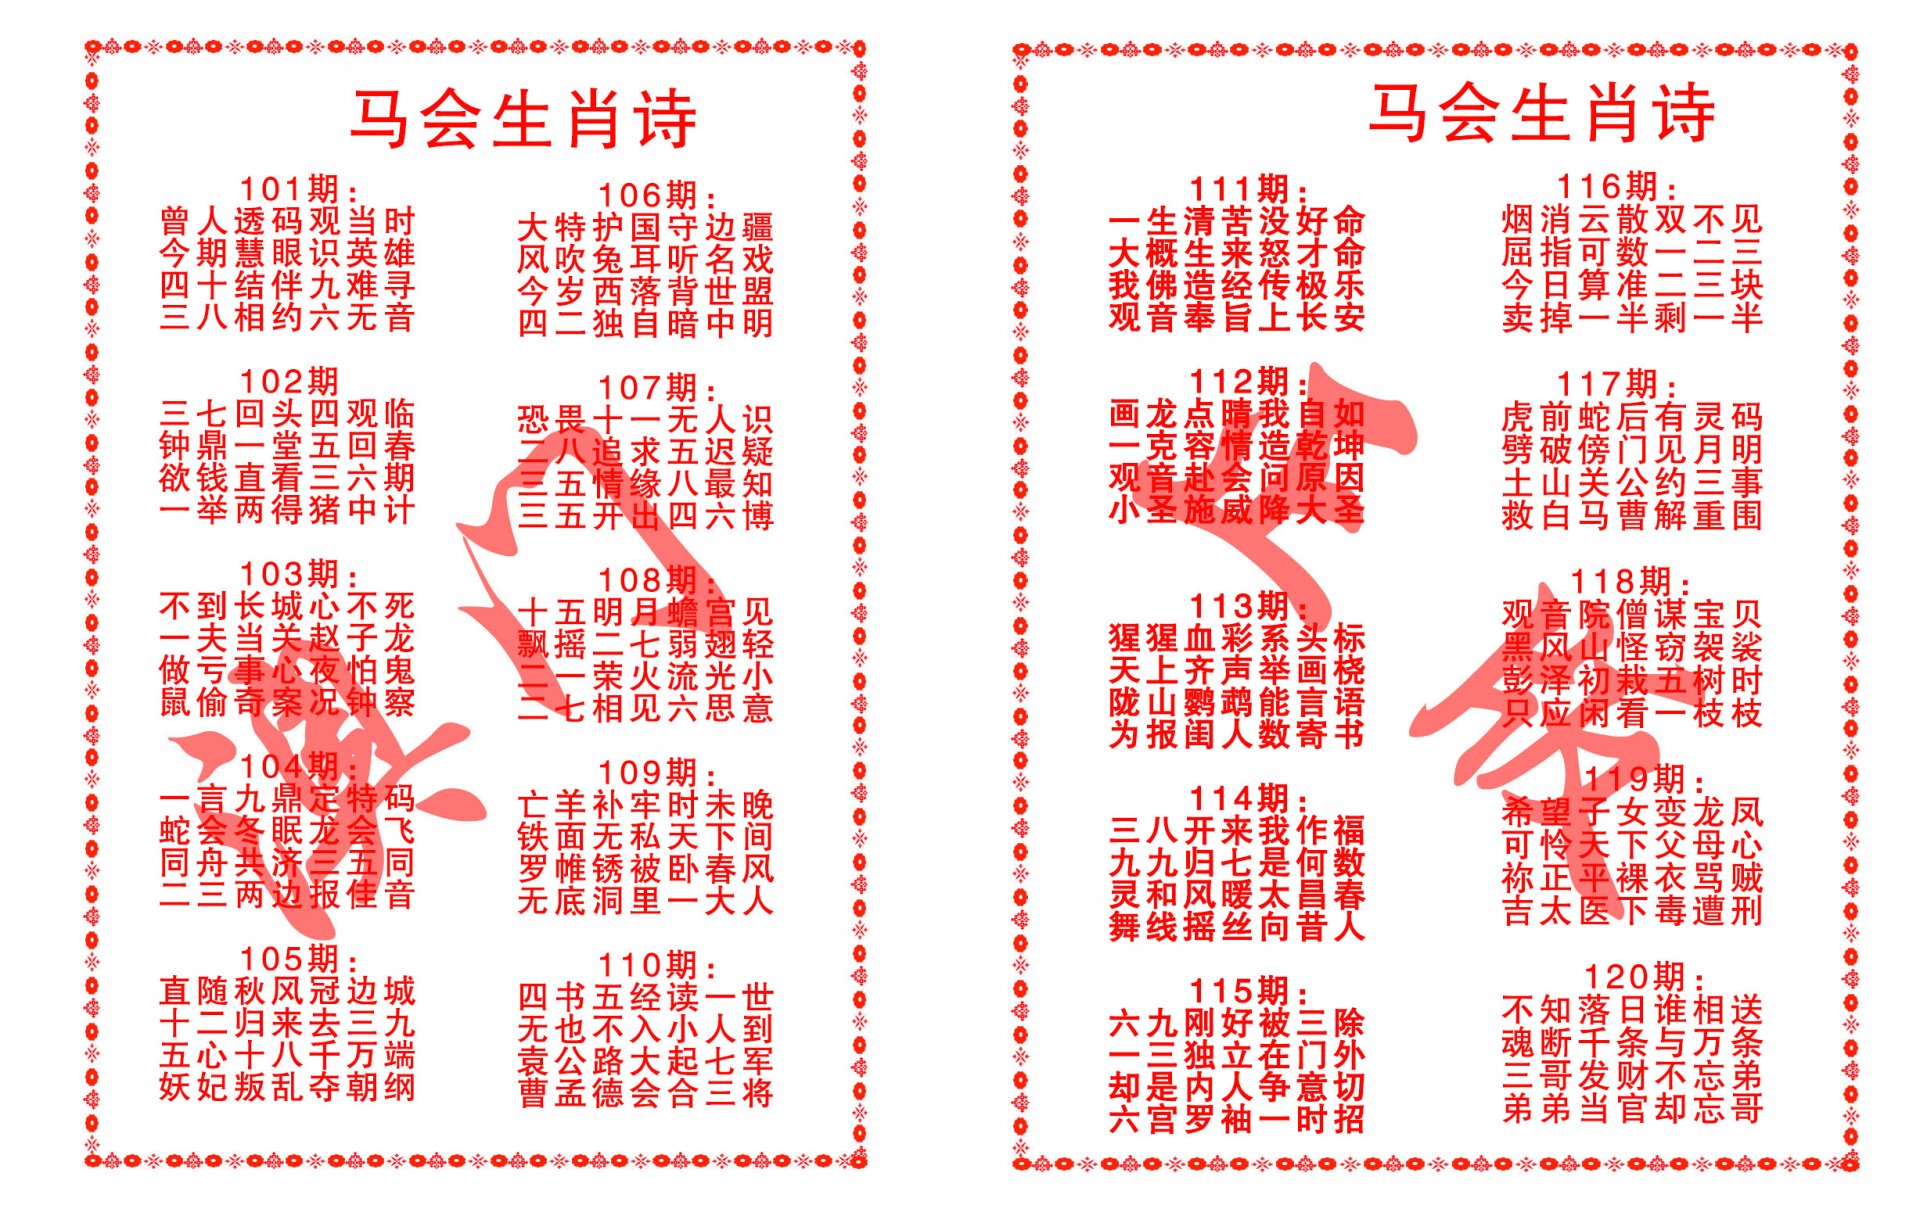 马会生肖诗
101期：
曾人透码观当时
今期慧眼识英雄
四十结伴九难寻
三八相约六无音
102期
三七回头四观临
钟鼎一堂五回春
欲钱直看三六期
一举两得猪中计
103期：
不到长城心不死
一夫当关赵子龙
做亏事心夜怕鬼
鼠偷奇案况钟察
104期：
一言九鼎定特码
蛇会冬眠龙会飞
同舟共济三五同
二三两边报佳音
105期：
直随秋风冠边城
十二归来去三九
五心十八千万端
妖妃叛乱夺朝纲
106期：
大特护国守边疆
风吹兔耳听名戏
今岁西落背世盟
四二独自暗中明
107期：
恐畏十一无人识
二八追求五迟疑
三五情缘八最知
三五开出四六博
108期：
十五明月蟾宫见
飘摇二七弱翅轻
二一荣火流光小
二七相见六思意
109期：
亡羊补牢时未晚
铁面无私天下间
罗帷锈被卧春风
无底洞里一大人
110期：
四书五经读一世
无也不入小人到
袁公路大起七军
曹孟德会合三将
马会生肖诗
111期：
一生清苦没好命
大概生来怒才命
我佛造经传极乐
观音奉旨上长安
112期：
画龙点晴我自如
一克容情造乾坤
观音赴会问原因
小圣施威降大圣
113期：
猩猩血彩系头标
天上齐声举画桡
陇山鹦鹉能言语
为报闺人数寄书
114期：
三八开来我作福
九九归七是何数
灵和风暖太昌春
舞线摇丝向昔人
115期：
六九刚好被三除
一三独立在门外
却是内人争意切
六宫罗袖一时招
116期：
烟消云散双不见
屈指可数一二三
今日算准二三块
卖掉一半剩一半
117期：
虎前蛇后有灵码
劈破傍门见月明
土山关公约三事
救白马曹解重围
118期：
观音院僧谋宝贝
黑风山怪窃袈裟
彭泽初栽五树时
只应闲看一枝枝
119期：
希望子女变龙凤
可怜天下父母心
祢正平裸衣骂贼
吉太医下毒遭刑
120期：
不知落日谁相送
魂断千条与万条
三哥发财不忘弟
弟弟当官却忘哥